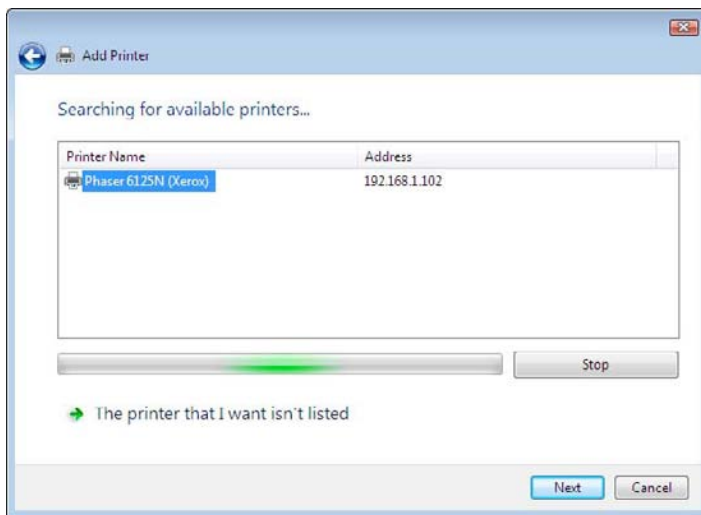 Add Printer
Searching for available printers...
Printer Name Address
Phaser 6125N (Xerox) 192.168.1.102
Stop
The printer that I want isn't listed
Next Cancel